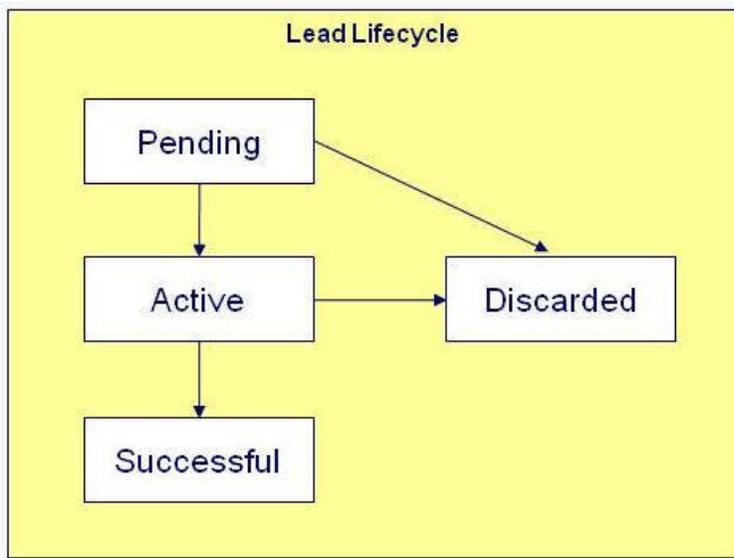 Lead Lifecycle
Pending
Active
Discarded
Successful